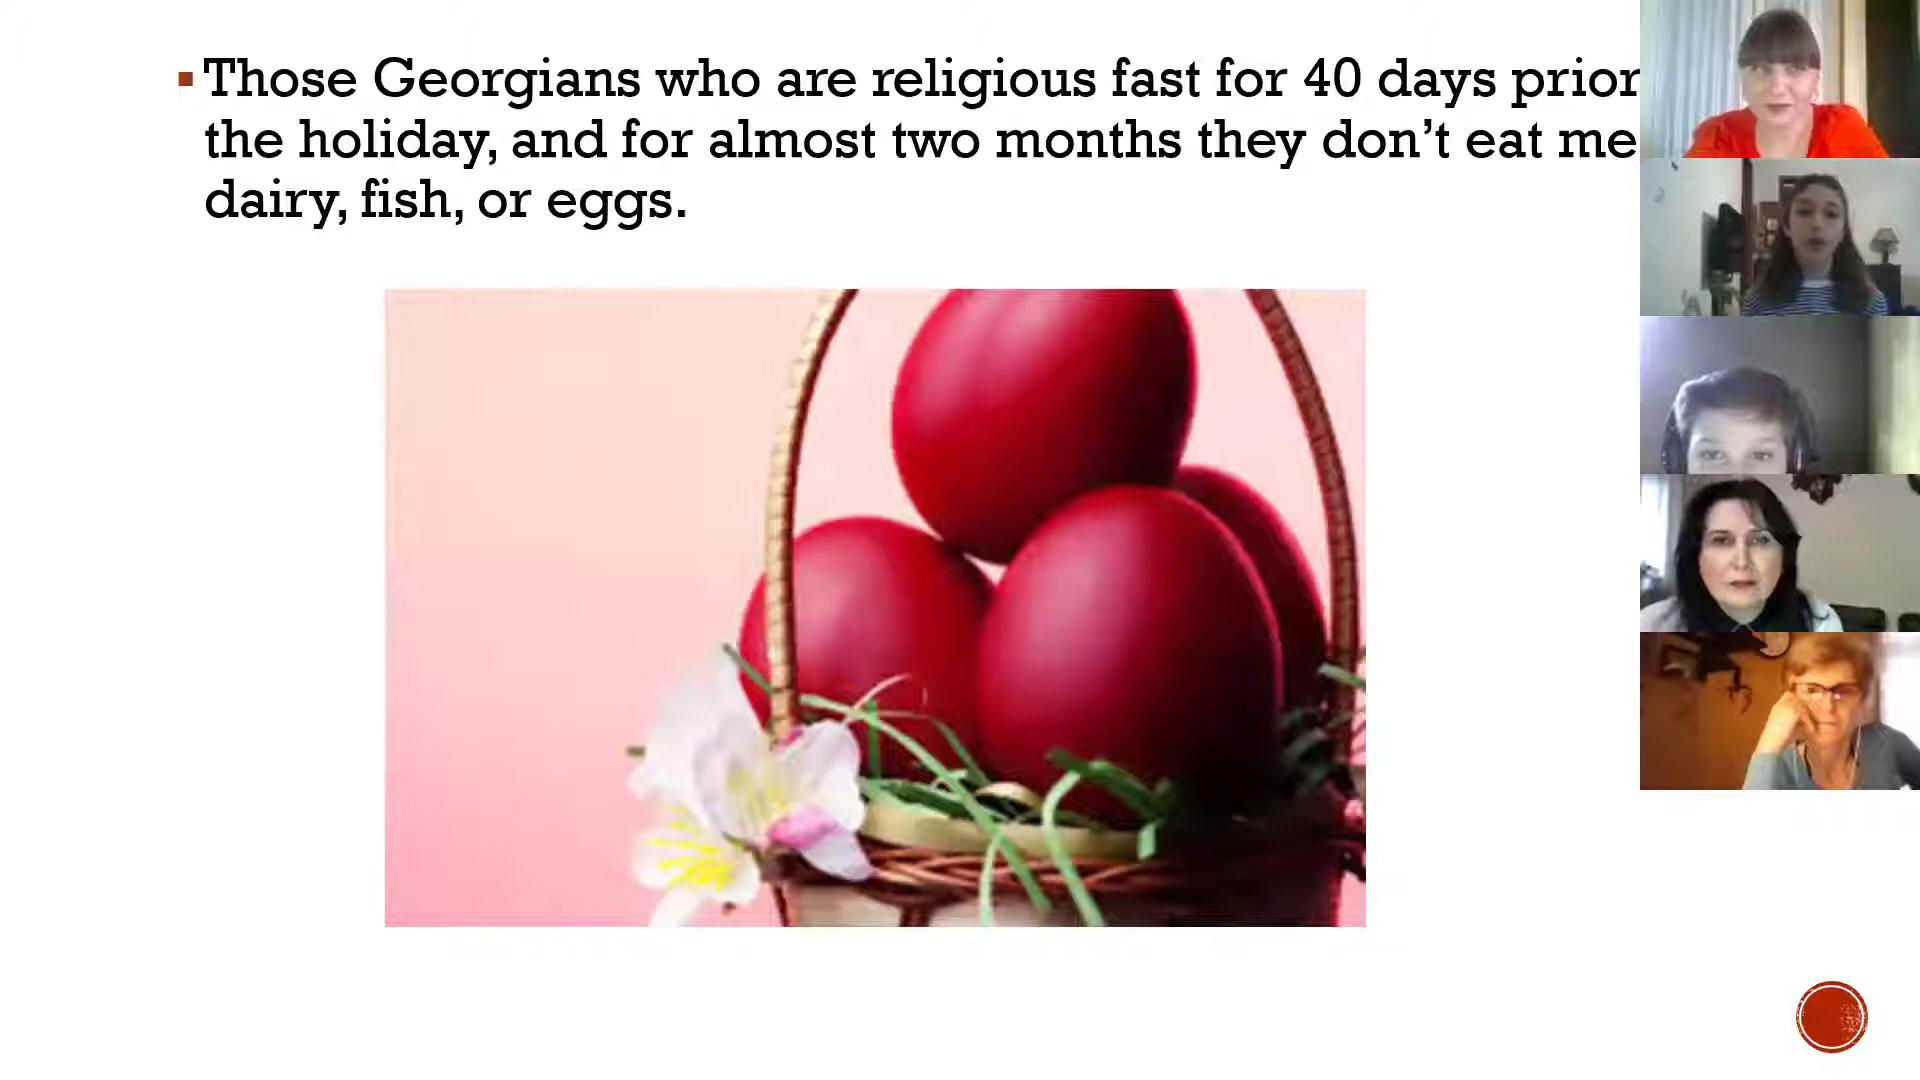 Those Georgians who are religious fast for 40 days prior
the holiday, and for almost two months they don’t eat me
dairy, fish, or eggs.